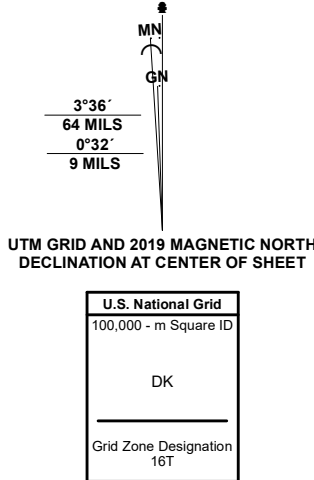 MN
GN
3°36´
64 MILS
0°32´
9 MILS
UTM GRID AND 2019 MAGNETIC NORTH
DECLINATION AT CENTER OF SHEET
U.S. National Grid
100,000 - m Square ID
DK
Grid Zone Designation
16T